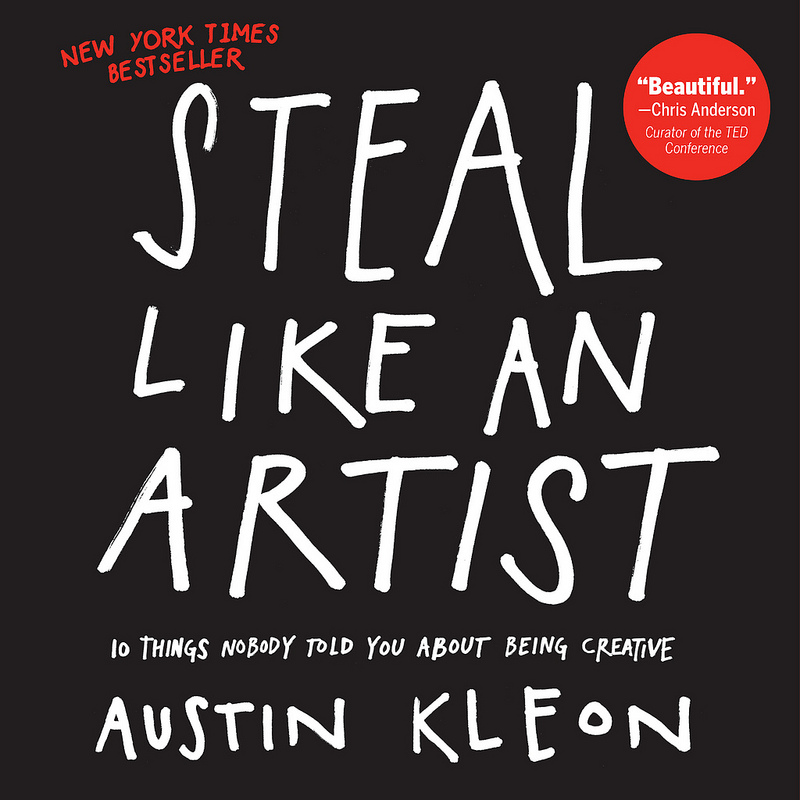 NEW YORK TIMES
BESTSELLER
“Beautiful.”
—Chris Anderson
Curator of the TED
Conference
STEAL
LIKE AN
ARTIST
10 THINGS NOBODY TOLD YOU ABOUT BEING CREATIVE
AUSTIN KLEON